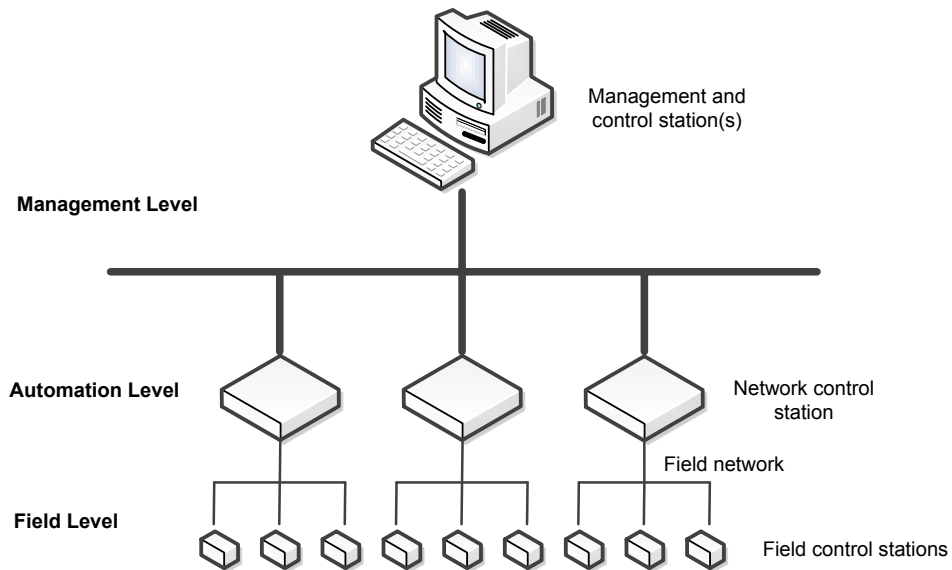 Management and
control station(s)
Management Level
Automation Level
Network control
station
Field network
Field Level
Field control stations